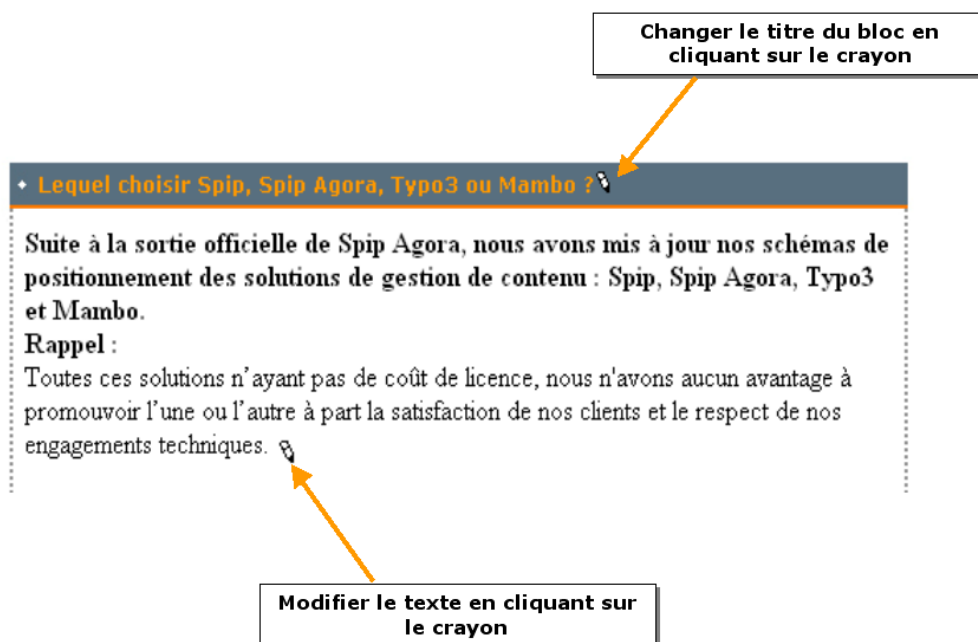 Changer le titre du bloc en
cliquant sur le crayon
Lequel choisir Spip, Spip Agora, Typo3 ou Mambo ?
Suite à la sortie officielle de Spip Agora, nous avons mis à jour nos schémas de
positionnement des solutions de gestion de contenu : Spip, Spip Agora, Typo3
et Mambo.
Rappel :
Toutes ces solutions n’ayant pas de coût de licence, nous n'avons aucun avantage à
promouvoir l’une ou l’autre à part la satisfaction de nos clients et le respect de nos
engagements techniques.
Modifier le texte en cliquant sur
le crayon